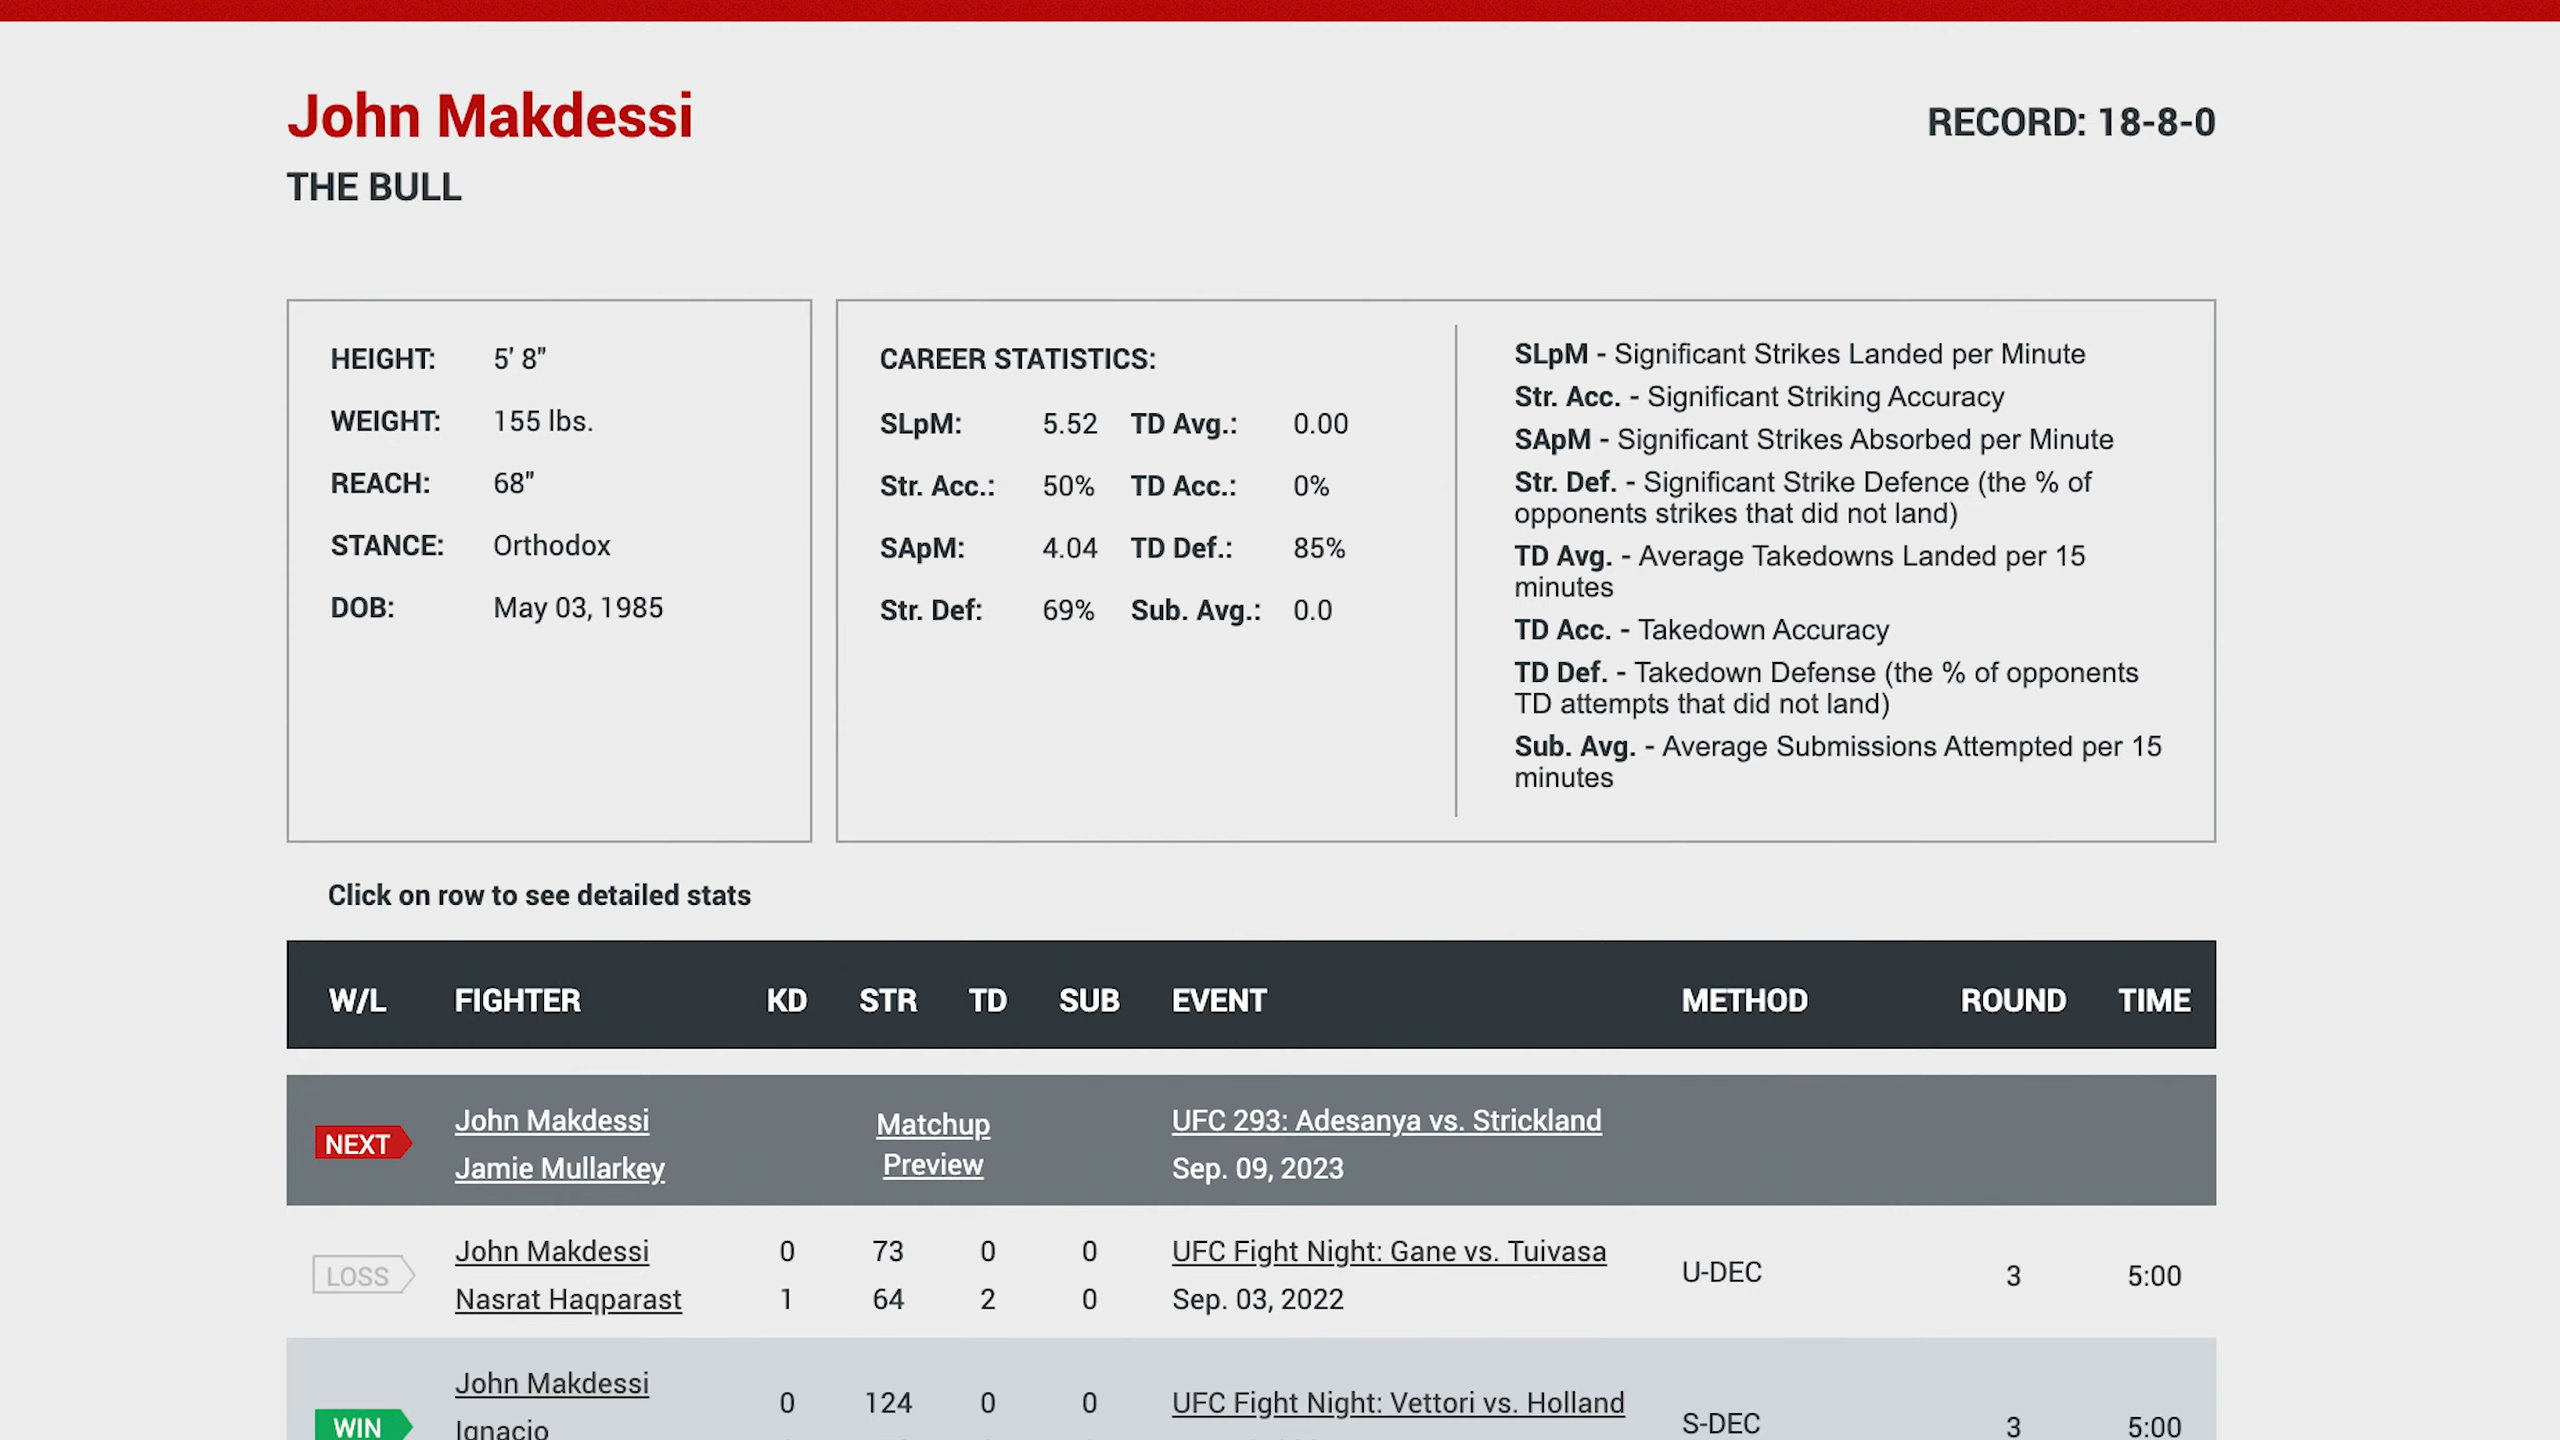 John Makdessi
RECORD: 18-8-0
THE BULL
HEIGHT: 5' 8"
WEIGHT: 155 lbs.
REACH: 68"
STANCE: Orthodox
DOB: May 03, 1985
CAREER STATISTICS:
SLpM: 5.52 TD Avg.: 0.00
Str. Acc.: 50% TD Acc.: 0%
SApM: 4.04 TD Def.: 85%
Str. Def: 69% Sub. Avg.: 0.0
SLpM - Significant Strikes Landed per Minute
Str. Acc. - Significant Striking Accuracy
SApM - Significant Strikes Absorbed per Minute
Str. Def. - Significant Strike Defence (the % of
opponents strikes that did not land)
TD Avg. - Average Takedowns Landed per 15
minutes
TD Acc. - Takedown Accuracy
TD Def. - Takedown Defense (the % of opponents
TD attempts that did not land)
Sub. Avg. - Average Submissions Attempted per 15
minutes
Click on row to see detailed stats
W/L FIGHTER KD STR TD SUB EVENT METHOD ROUND TIME
NEXT
John Makdessi
Jamie Mullarkey
Matchup
Preview
UFC 293: Adesanya vs. Strickland
Sep. 09, 2023
LOSS
John Makdessi 0 73 0 0 UFC Fight Night: Gane vs. Tuivasa
Nasrat Haqparast 1 64 2 0 Sep. 03, 2022
U-DEC 3 5:00
WIN
John Makdessi
Ignacio
0 124 0 0 UFC Fight Night: Vettori vs. Holland
S-DEC 3 5:00